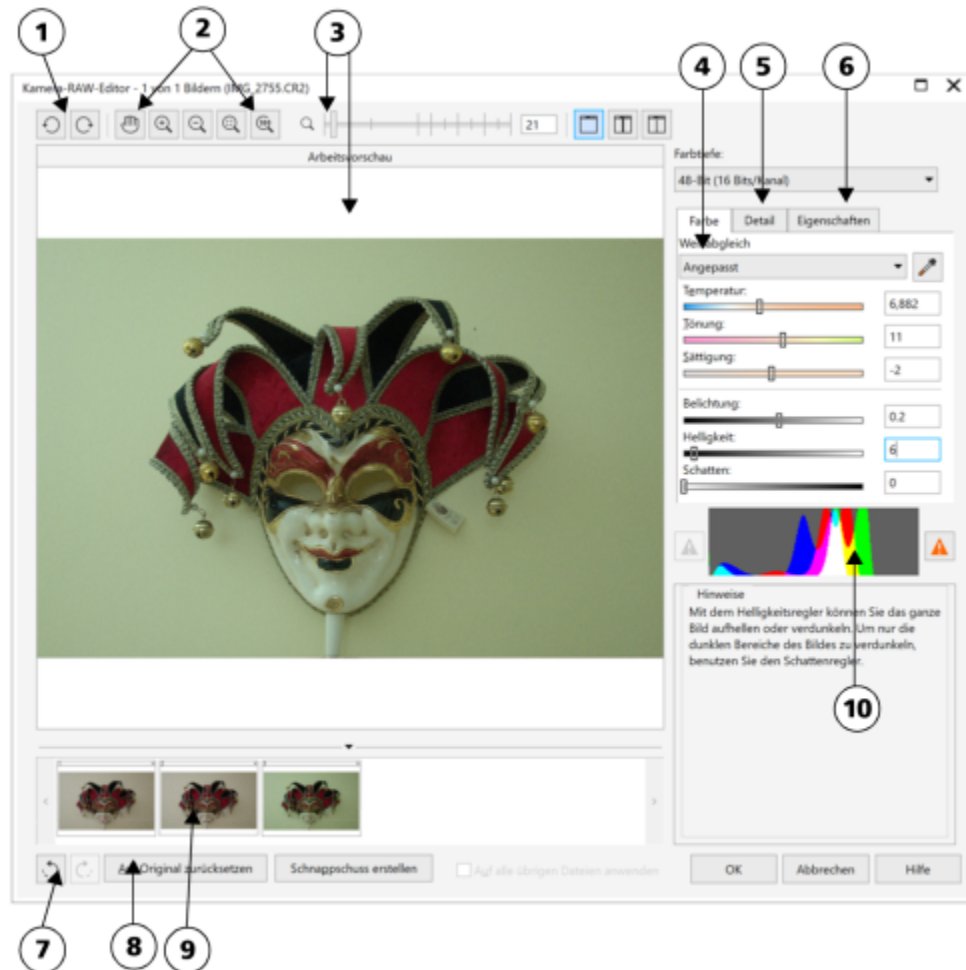 1
2
3
4
5
6
Kamera-RAW-Editor - 1 von 1 Bildern (IMG_2755.CR2)
21
Arbeitsvorschau
Farbtiefe:
48-Bit (16 Bits/Kanal)
Farbe Detail Eigenschaften
Weißabgleich
Angepasst
Temperatur:
6,882
Tönung:
11
Sättigung:
-2
Belichtung:
0.2
Helligkeit:
6
Schatten:
0
Hinweise
Mit dem Helligkeitsregler können Sie das ganze
Bild aufhellen oder verdunkeln. Um nur die
dunklen Bereiche des Bildes zu verdunkeln,
benutzen Sie den Schattenregler.
10
Auf Original zurücksetzen
Schnappschuss erstellen
Auf alle übrigen Dateien anwenden
OK
Abbrechen
Hilfe
7
8
9